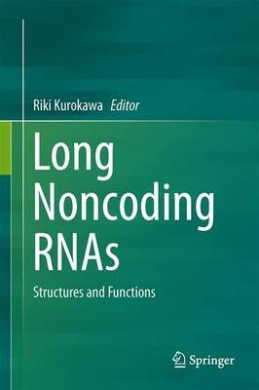 Riki Kurokawa Editor
Long
Noncoding
RNAs
Structures and Functions
Springer